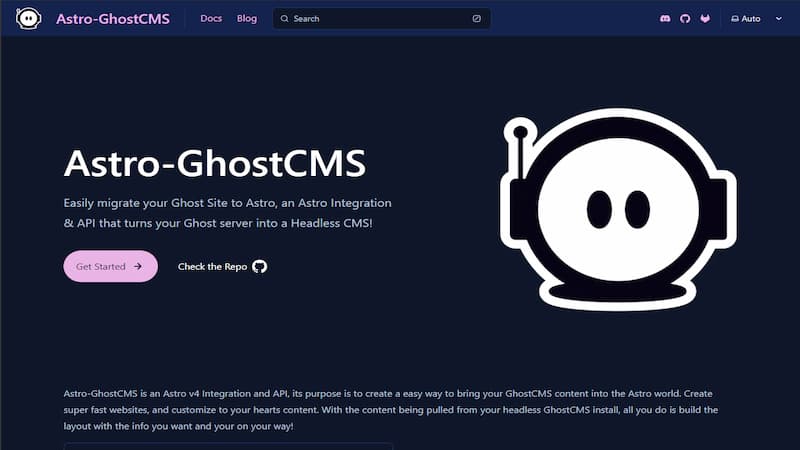 Astro-GhostCMS
Docs
Blog
Search
Auto
Astro-GhostCMS
Easily migrate your Ghost Site to Astro, an Astro Integration
& API that turns your Ghost server into a Headless CMS!
Get Started
Check the Repo
Astro-GhostCMS is an Astro v4 Integration and API, its purpose is to create a easy way to bring your GhostCMS content into the Astro world. Create
super fast websites, and customize to your hearts content. With the content being pulled from your headless GhostCMS install, all you do is build the
layout with the info you want and your on your way!